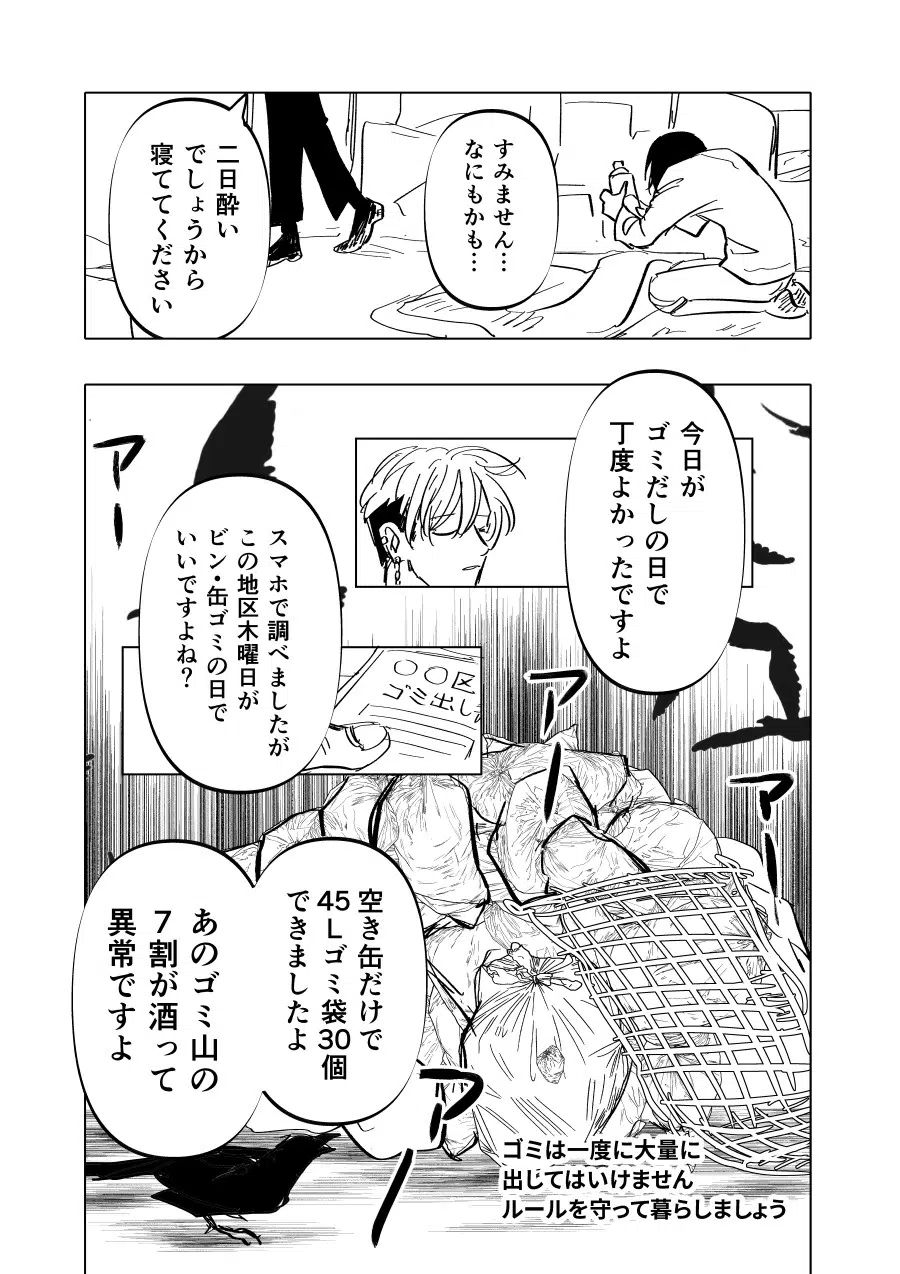 すみません…
なにもかも…
二日酔い
でしょうから
寝ててください
今日が
ゴミだしの日で
丁度よかったですよ
アー
スマホで調べましたが
この地区木曜日が
ビン・缶ゴミの日で
いいですよね？
〇〇区
ゴミ出し
アー
アー
空き缶だけで
45Lゴミ袋30個
できましたよ
あのゴミ山の
7割が酒って
異常ですよ
アー
ゴミは一度に大量に
出してはいけません
ルールを守って暮らしましょう